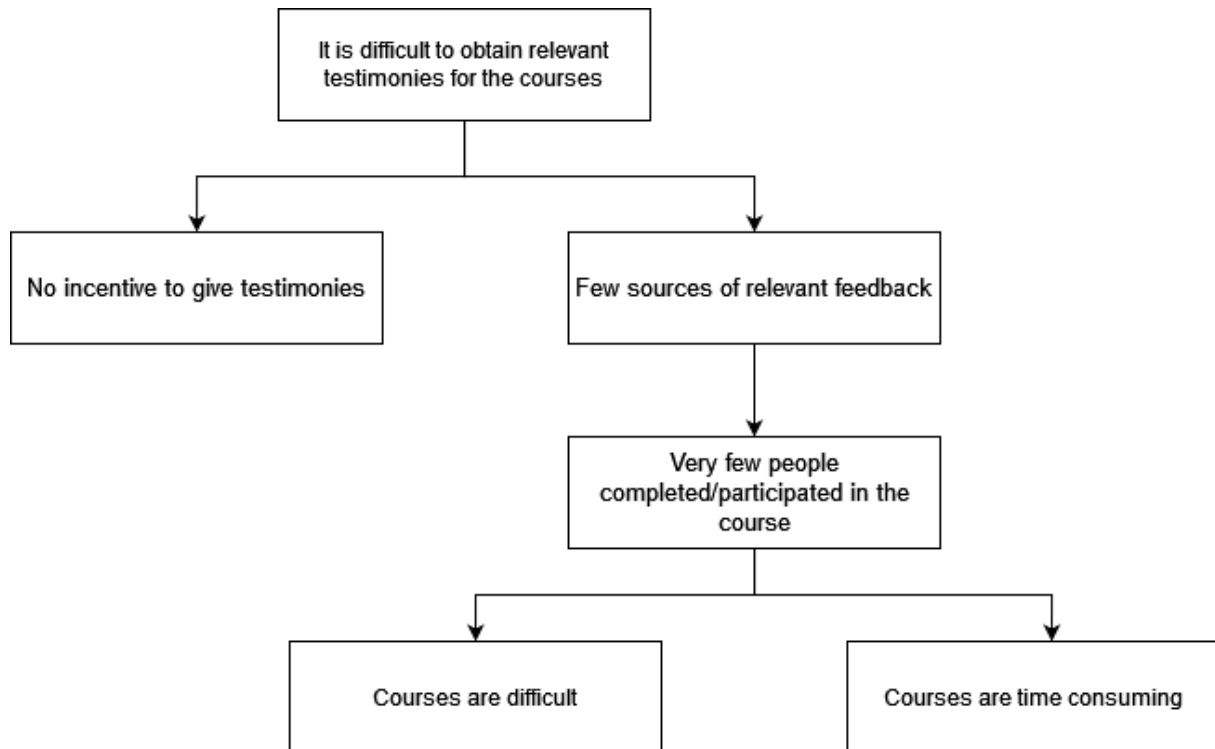 It is difficult to obtain relevant
testimonies for the courses
No incentive to give testimonies
Few sources of relevant feedback
Very few people
completed/participated in the
course
Courses are difficult
Courses are time consuming